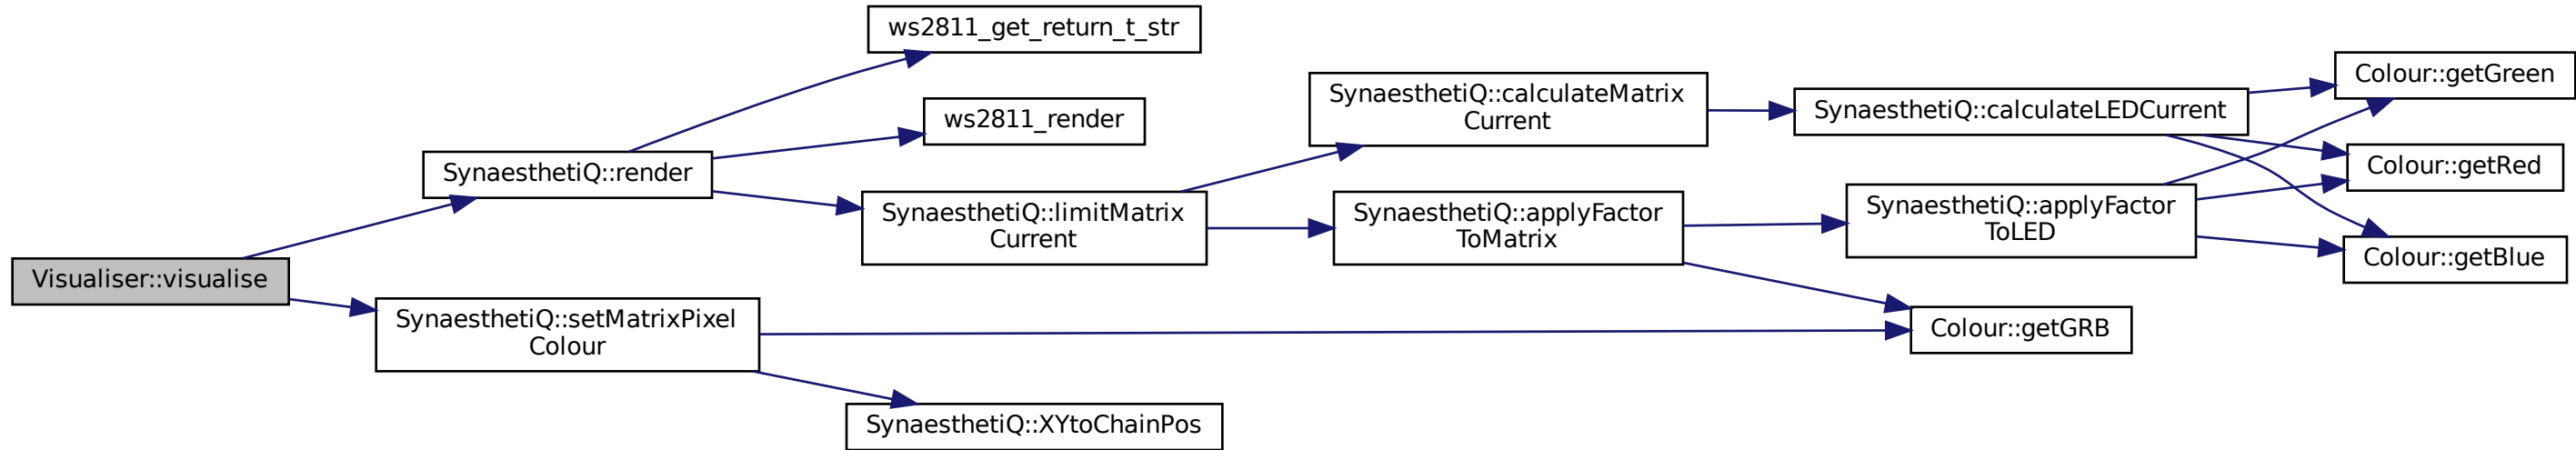 Visualiser::visualise
SynaesthetiQ::render
ws2811_get_return_t_str
ws2811_render
SynaesthetiQ::limitMatrix
Current
SynaesthetiQ::calculateMatrix
Current
SynaesthetiQ::calculateLEDCurrent
Colour::getGreen
Colour::getRed
Colour::getBlue
SynaesthetiQ::applyFactor
ToMatrix
SynaesthetiQ::applyFactor
ToLED
Colour::getGRB
SynaesthetiQ::setMatrixPixel
Colour
SynaesthetiQ::XYtoChainPos